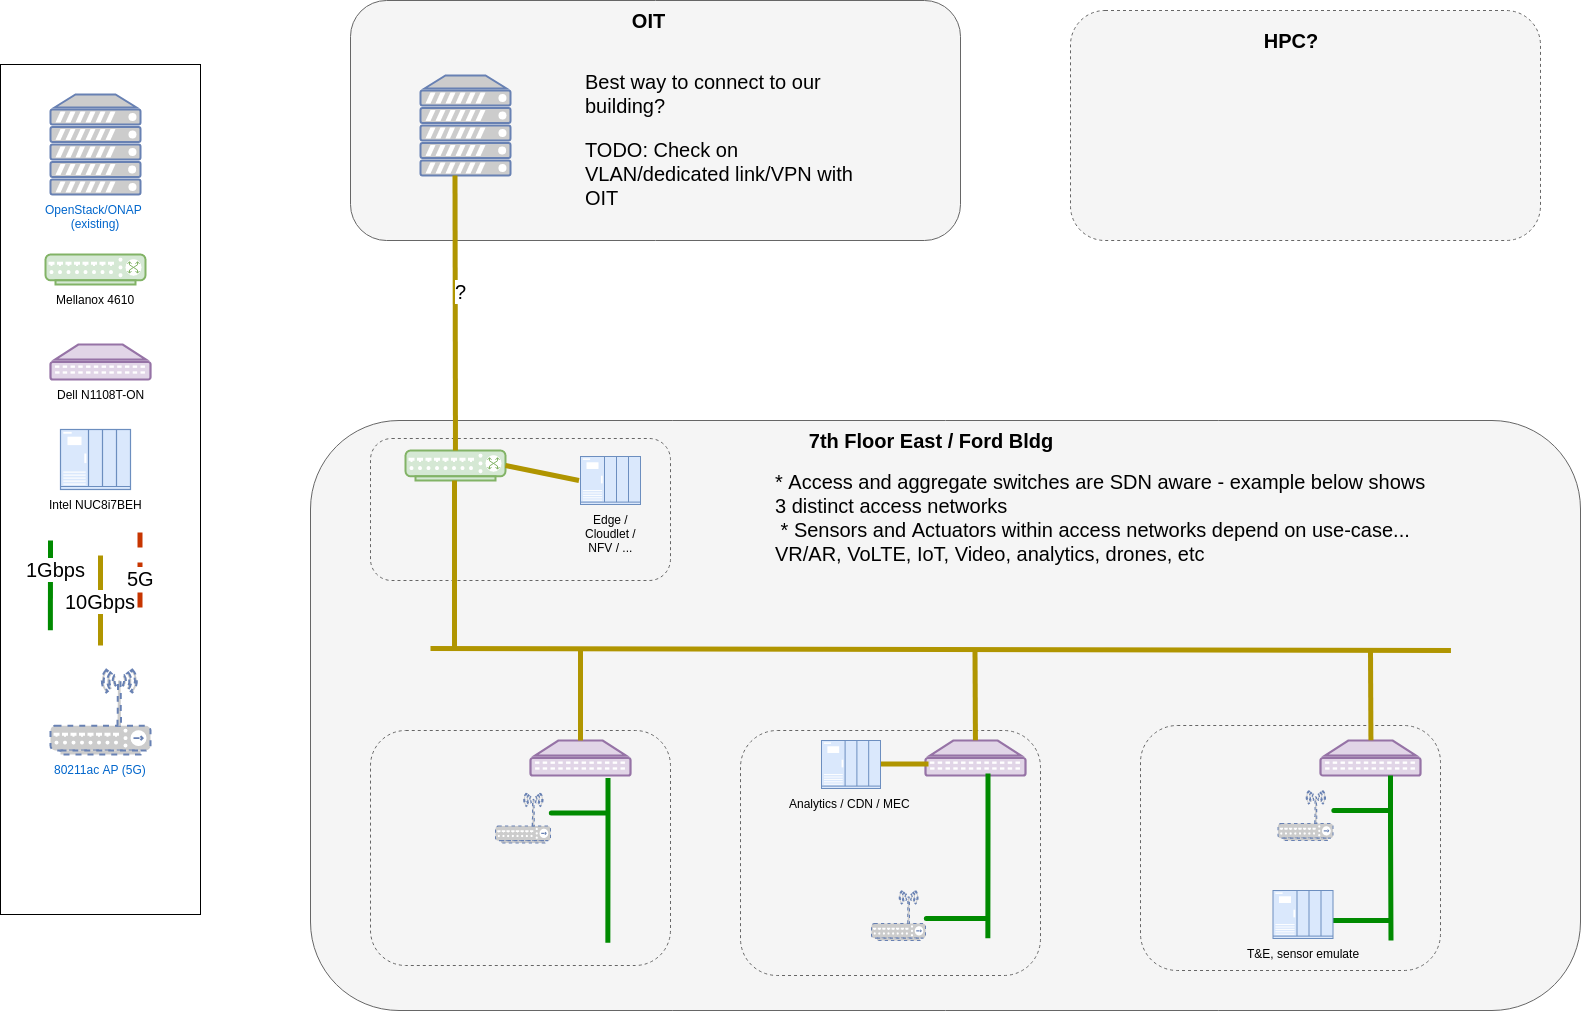 OIT
Best way to connect to our
building?
TODO: Check on
VLAN/dedicated link/VPN with
OIT
HPC?
OpenStack/ONAP
(existing)
Mellanox 4610
Dell N1108T-ON
Intel NUC8i7BEH
1Gbps
10Gbps
5G
80211ac AP (5G)
?
7th Floor East / Ford Bldg
* Access and aggregate switches are SDN aware - example below shows
3 distinct access networks
* Sensors and Actuators within access networks depend on use-case...
VR/AR, VoLTE, IoT, Video, analytics, drones, etc
Edge /
Cloudlet /
NFV / ...
Analytics / CDN / MEC
T&E, sensor emulate